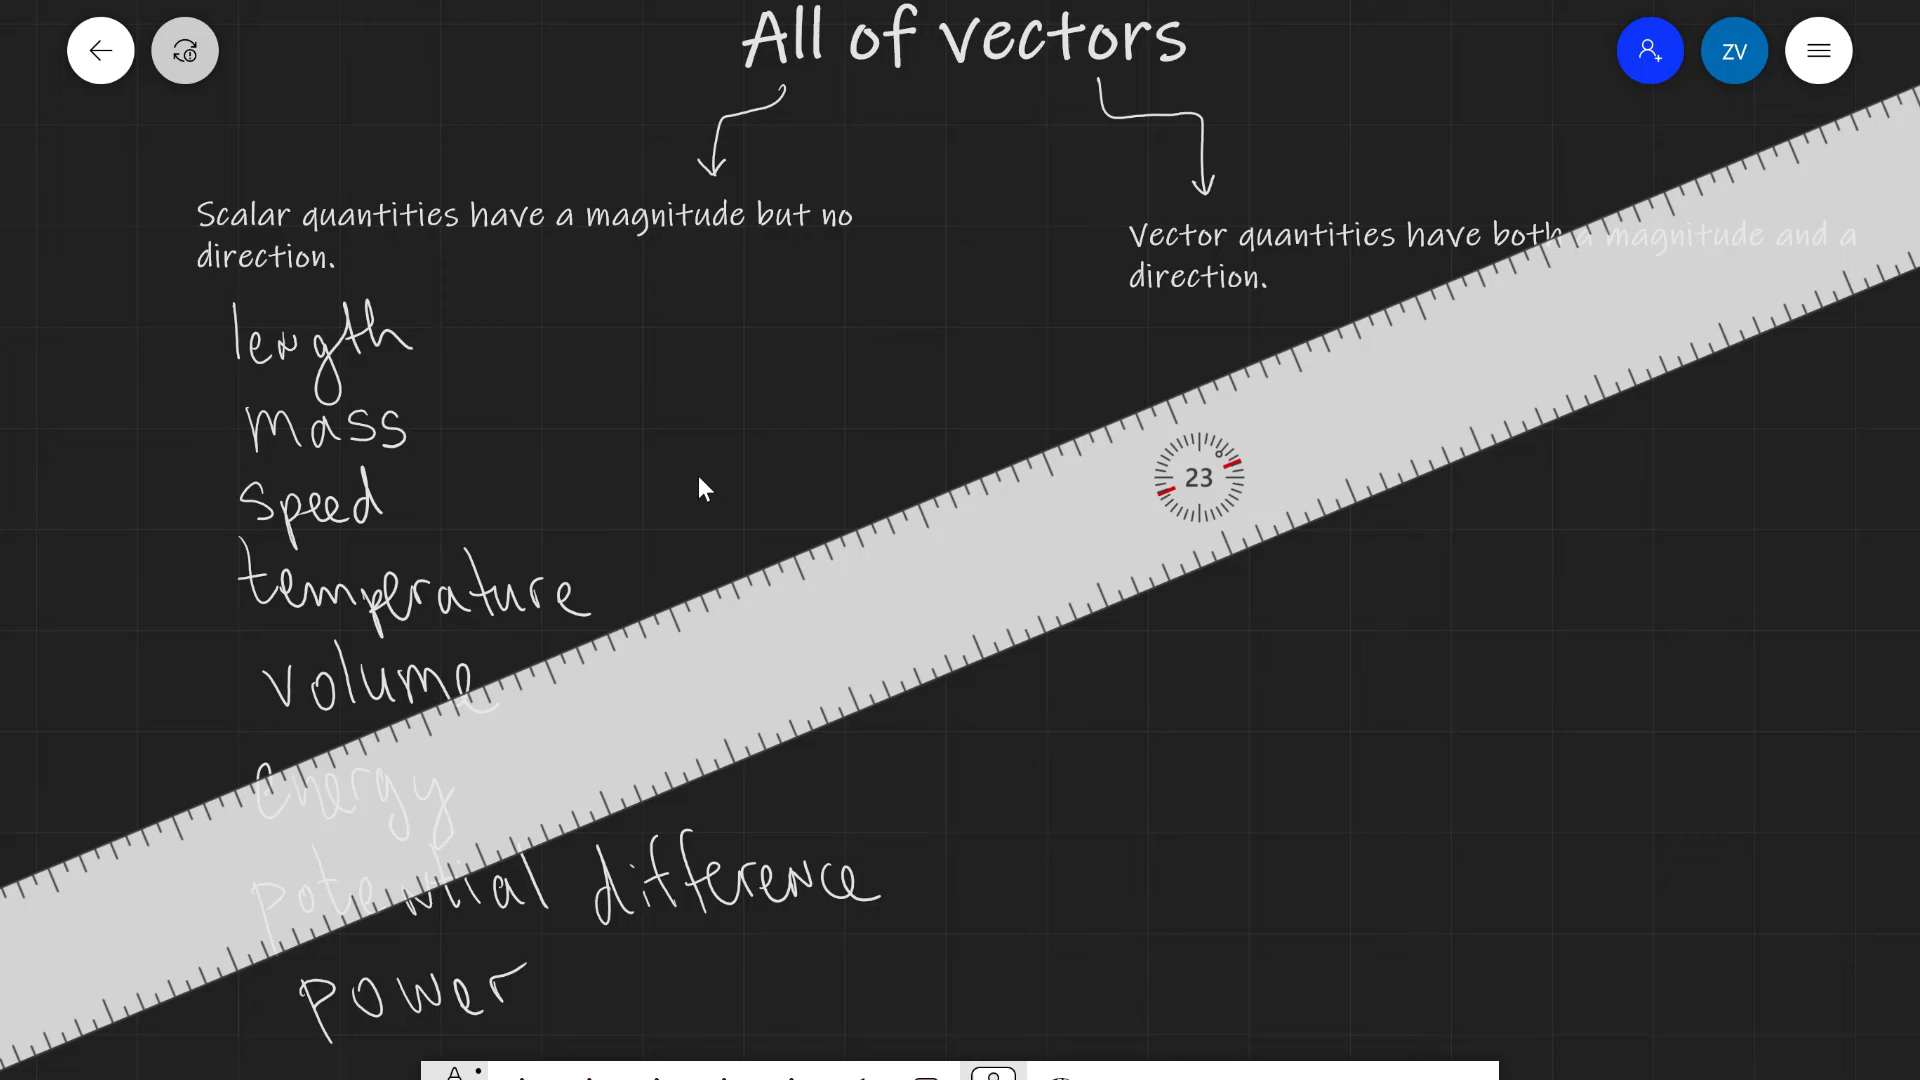 All of vectors
ZV
Scalar quantities have a magnitude but no
direction.
Vector quantities have both a magnitude and a
direction.
length
mass
speed
temperature
volume
energy
potential difference
power
23